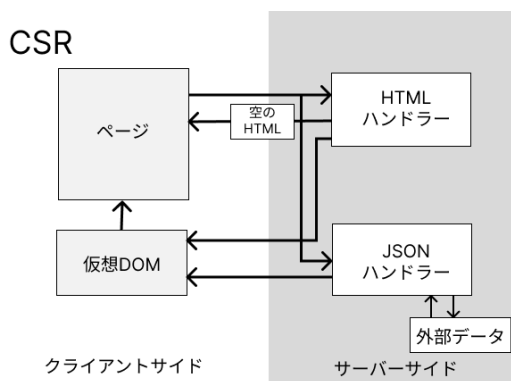 CSR
ページ
空の
HTML
HTML
ハンドラー
仮想DOM
JSON
ハンドラー
外部データ
クライアントサイド
サーバーサイド